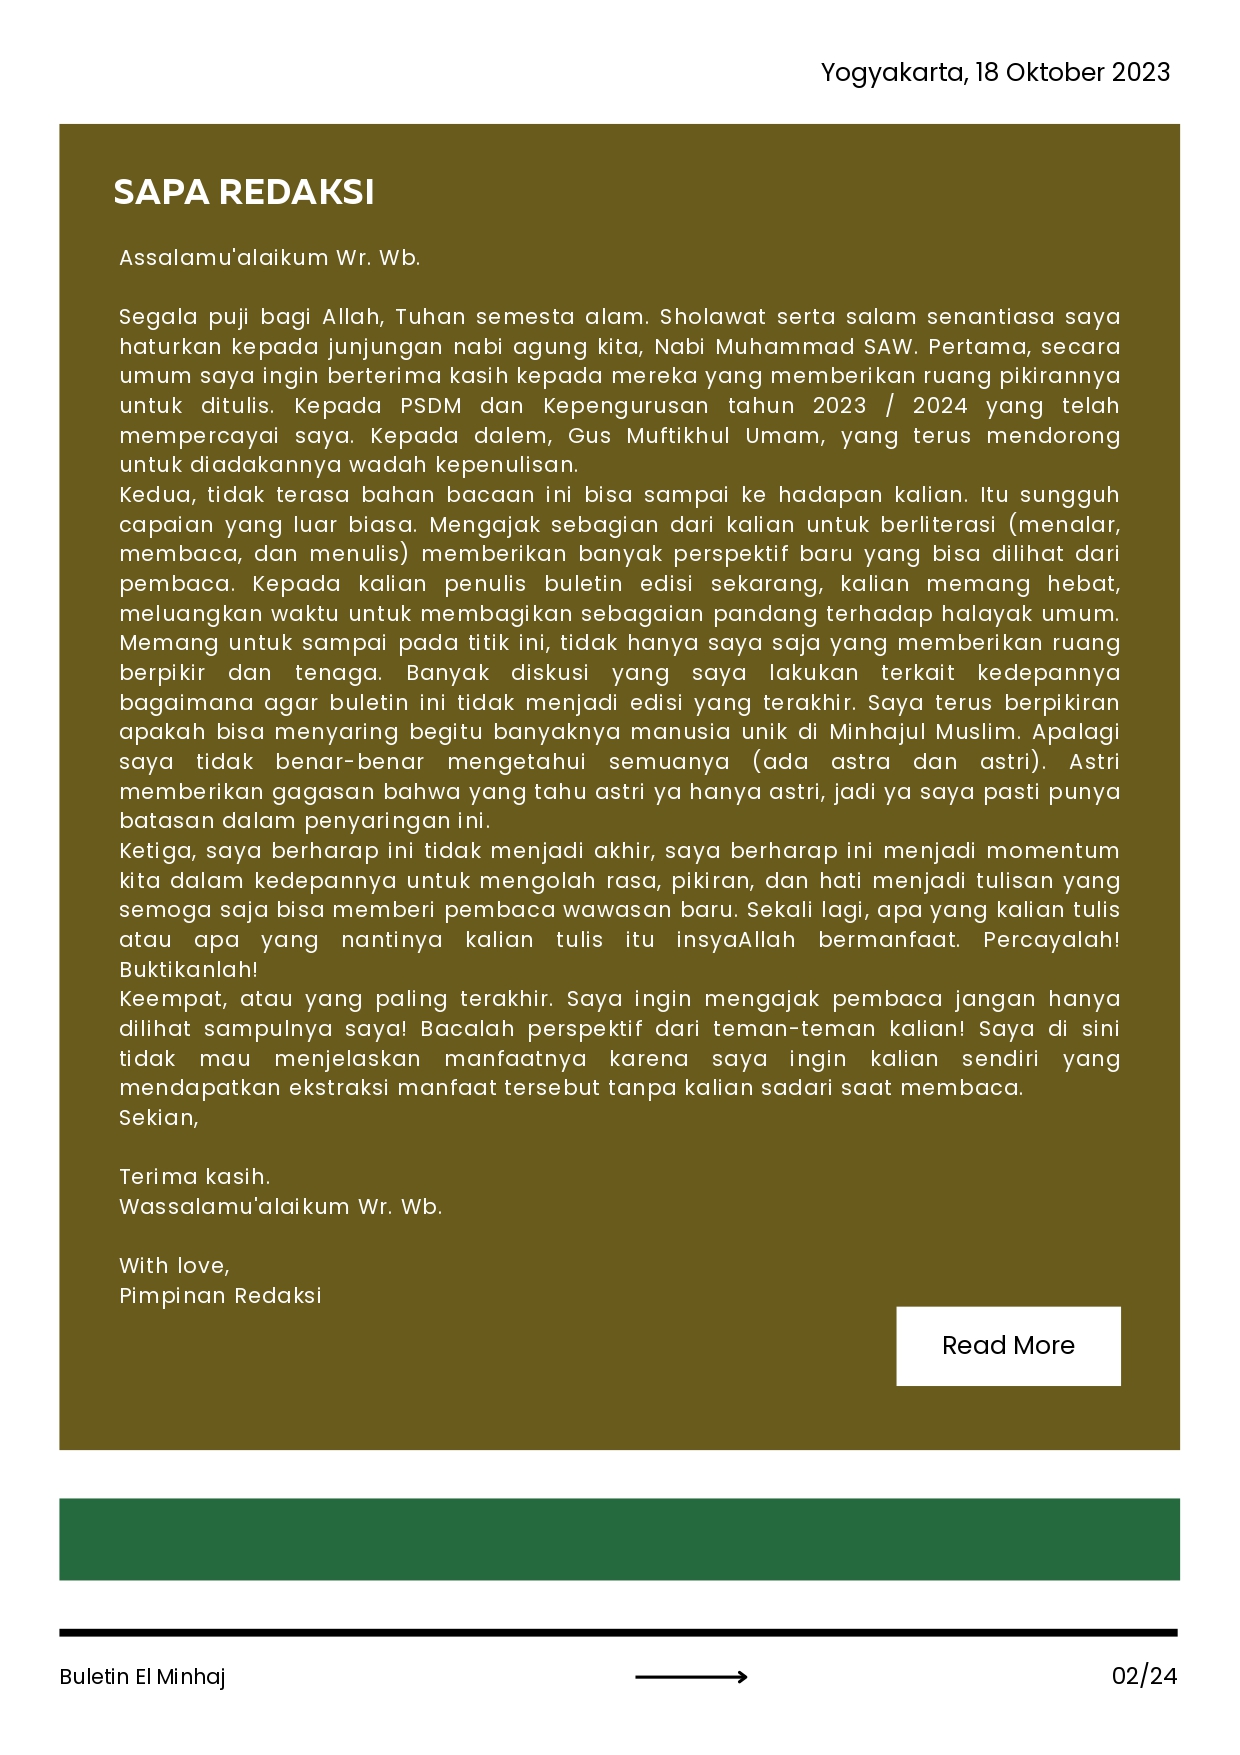 Yogyakarta, 18 Oktober 2023
SAPA REDAKSI
Assalamu'alaikum Wr. Wb.
Segala puji bagi Allah, Tuhan semesta alam. Sholawat serta salam senantiasa saya
haturkan kepada junjungan nabi agung kita, Nabi Muhammad SAW. Pertama, secara
umum saya ingin berterima kasih kepada mereka yang memberikan ruang pikirannya
untuk ditulis. Kepada PSDM dan Kepengurusan tahun 2023 / 2024 yang telah
mempercayai saya. Kepada dalem, Gus Muftikhul Umam, yang terus mendorong
untuk diadakannya wadah kepenulisan.
Kedua, tidak terasa bahan bacaan ini bisa sampai ke hadapan kalian. Itu sungguh
capaian yang luar biasa. Mengajak sebagian dari kalian untuk berliterasi (menalar,
membaca, dan menulis) memberikan banyak perspektif baru yang bisa dilihat dari
pembaca. Kepada kalian penulis buletin edisi sekarang, kalian memang hebat,
meluangkan waktu untuk membagikan sebagaian pandang terhadap halayak umum.
Memang untuk sampai pada titik ini, tidak hanya saya saja yang memberikan ruang
berpikir dan tenaga. Banyak diskusi yang saya lakukan terkait kedepannya
bagaimana agar buletin ini tidak menjadi edisi yang terakhir. Saya terus berpikiran
apakah bisa menyaring begitu banyaknya manusia unik di Minhajul Muslim. Apalagi
saya tidak benar-benar mengetahui semuanya (ada astra dan astri). Astri
memberikan gagasan bahwa yang tahu astri ya hanya astri, jadi ya saya pasti punya
batasan dalam penyaringan ini.
Ketiga, saya berharap ini tidak menjadi akhir, saya berharap ini menjadi momentum
kita dalam kedepannya untuk mengolah rasa, pikiran, dan hati menjadi tulisan yang
semoga saja bisa memberi pembaca wawasan baru. Sekali lagi, apa yang kalian tulis
atau apa yang nantinya kalian tulis itu insyaAllah bermanfaat. Percayalah!
Buktikanlah!
Keempat, atau yang paling terakhir. Saya ingin mengajak pembaca jangan hanya
dilihat sampulnya saya! Bacalah perspektif dari teman-teman kalian! Saya di sini
tidak mau menjelaskan manfaatnya karena saya ingin kalian sendiri yang
mendapatkan ekstraksi manfaat tersebut tanpa kalian sadari saat membaca.
Sekian,
Terima kasih.
Wassalamu'alaikum Wr. Wb.
With love,
Pimpinan Redaksi
Read More
Buletin El Minhaj
02/24